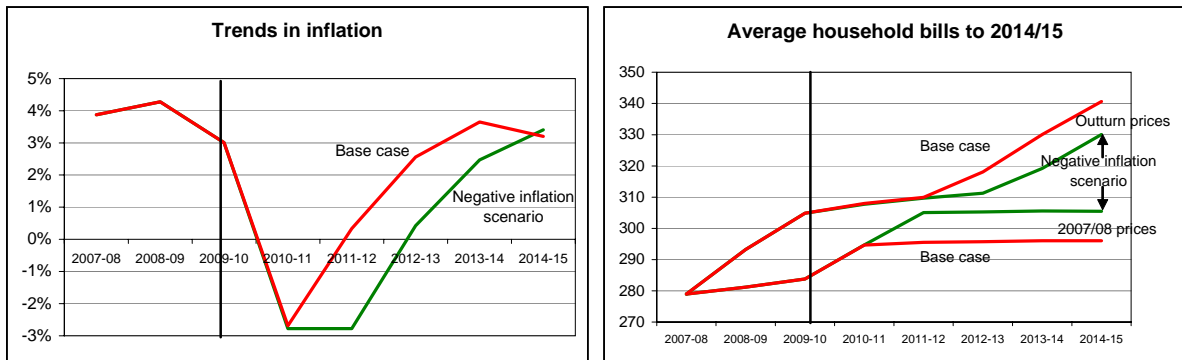 Trends in inflation
5%
4%
3%
2%
1%
0%
-1%
-2%
-3%
2007-08 2008-09 2009-10 2010-11 2011-12 2012-13 2013-14 2014-15
Base case
Negative inflation
scenario
Average household bills to 2014/15
350
340
330
320
310
300
290
280
270
Outturn prices
Base case
Negative inflation
scenario
2007/08 prices
Base case
2007-08 2008-09 2009-10 2010-11 2011-12 2012-13 2013-14 2014-15